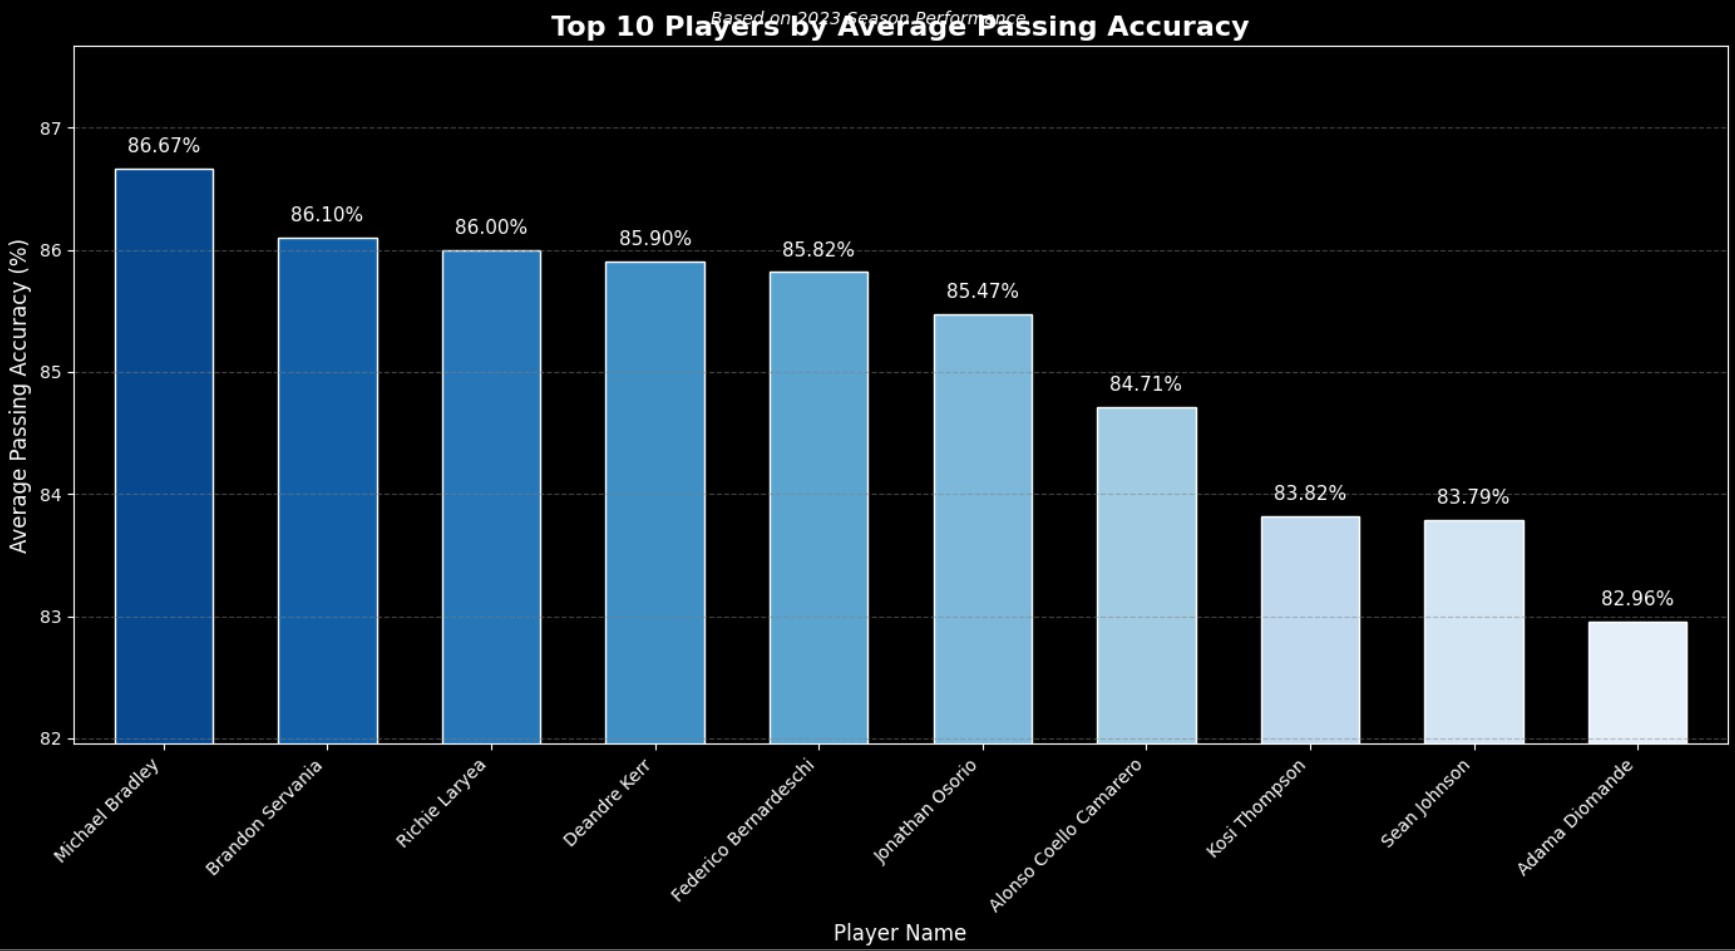 Based on 2023 Season Performance
Top 10 Players by Average Passing Accuracy
Average Passing Accuracy (%)
87
86
85
84
83
82
86.67%
86.10%
86.00%
85.90%
85.82%
85.47%
84.71%
83.82%
83.79%
82.96%
Michael Bradley
Brandon Servania
Richie Laryea
Deandre Kerr
Federico Bernardeschi
Jonathan Osorio
Alonso Coello Camarero
Kosi Thompson
Sean Johnson
Adama Diomande
Player Name